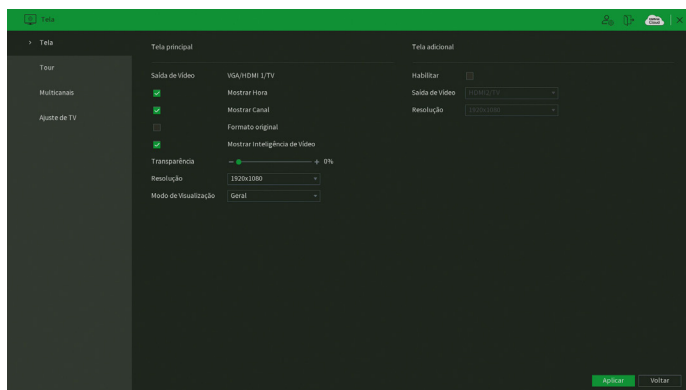 Tela
Intelbras Cloud
Tela
Tour
Multicanais
Ajuste de TV
Tela principal
Saída de Vídeo VGA/HDMI 1/TV
Mostrar Hora
Mostrar Canal
Formato original
Mostrar Inteligência de Vídeo
Transparência 0%
Resolução 1920x1080
Modo de Visualização Geral
Tela adicional
Habilitar
Saída de Vídeo HDMI2/TV
Resolução 1920x1080
Aplicar Voltar